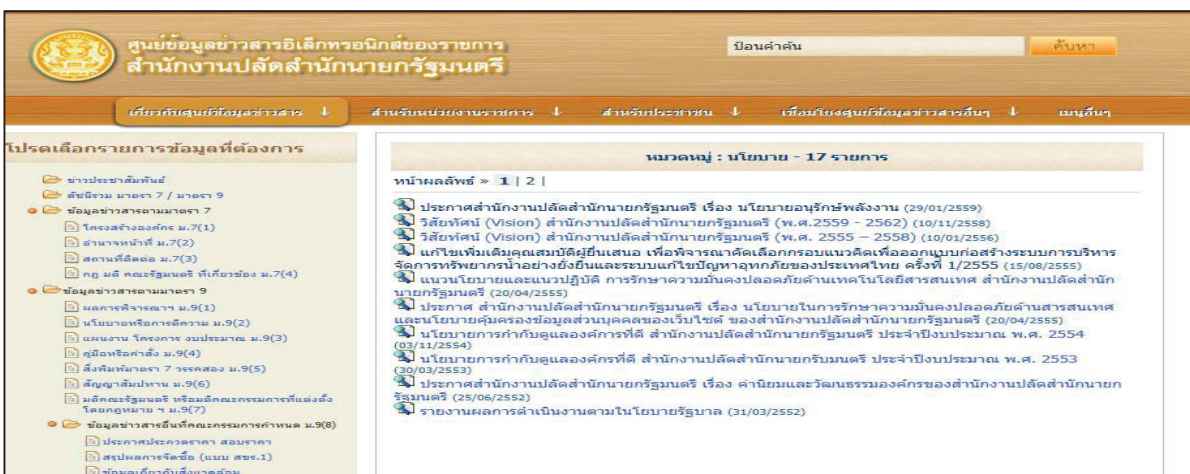 ศูนย์ข้อมูลข่าวสารอิเล็กทรอนิกส์ของราชการ
สำนักงานปลัดสำนักนายกรัฐมนตรี
ป้อนคำค้น
ค้นหา
เกี่ยวกับศูนย์ข้อมูลข่าวสาร ↓
สำหรับหน่วยงานราชการ ↓
สำหรับประชาชน ↓
เชื่อมโยงศูนย์ข้อมูลข่าวสารอื่นๆ ↓
เมนูอื่นๆ
โปรดเลือกรายการข้อมูลที่ต้องการ
ข่าวประชาสัมพันธ์
ดัชนีรวม มาตรา 7 / มาตรา 9
ข้อมูลข่าวสารตามมาตรา 7
โครงสร้างองค์กร ม.7(1)
อำนาจหน้าที่ ม.7(2)
สถานที่ติดต่อ ม.7(3)
กฎ มติ คณะรัฐมนตรี ที่เกี่ยวข้อง ม.7(4)
ข้อมูลข่าวสารตามมาตรา 9
ผลการพิจารณาฯ ม.9(1)
นโยบายหรือการตีความ ม.9(2)
แผนงาน โครงการ งบประมาณ ม.9(3)
คู่มือหรือคำสั่ง ม.9(4)
สิ่งพิมพ์มาตรา 7 วรรคสอง ม.9(5)
สัญญาสัมปทาน ม.9(6)
มติคณะรัฐมนตรี หรือมติคณะกรรมการที่แต่งตั้ง
โดยกฎหมาย ฯ ม.9(7)
ข้อมูลข่าวสารอื่นที่คณะกรรมการกำหนด ม.9(8)
ประกาศประกวดราคา สอบราคา
สรุปผลการจัดซื้อ (แบบ สขร.1)
ข้อมูลเกี่ยวกับสิ่งแวดล้อม
หมวดหมู่ : นโยบาย - 17 รายการ
หน้าผลลัพธ์ » 1 | 2 |
ประกาศสำนักงานปลัดสำนักนายกรัฐมนตรี เรื่อง นโยบายอนุรักษ์พลังงาน (29/01/2559)
วิสัยทัศน์ (Vision) สำนักงานปลัดสำนักนายกรัฐมนตรี (พ.ศ.2559 - 2562) (10/11/2558)
วิสัยทัศน์ (Vision) สำนักงานปลัดสำนักนายกรัฐมนตรี (พ.ศ. 2555 – 2558) (10/01/2556)
แก้ไขเพิ่มเติมคุณสมบัติผู้ยื่นเสนอ เพื่อพิจารณาคัดเลือกกรอบแนวคิดเพื่อออกแบบก่อสร้างระบบการบริหาร
จัดการทรัพยากรน้ำอย่างยั่งยืนและระบบแก้ไขปัญหาอุทกภัยของประเทศไทย ครั้งที่ 1/2555 (15/08/2555)
แนวนโยบายและแนวปฏิบัติ การรักษาความมั่นคงปลอดภัยด้านเทคโนโลยีสารสนเทศ สำนักงานปลัดสำนัก
นายกรัฐมนตรี (20/04/2555)
ประกาศ สำนักงานปลัดสำนักนายกรัฐมนตรี เรื่อง นโยบายในการรักษาความมั่นคงปลอดภัยด้านสารสนเทศ
และนโยบายคุ้มครองข้อมูลส่วนบุคคลของเว็บไซต์ ของสำนักงานปลัดสำนักนายกรัฐมนตรี (20/04/2555)
นโยบายการกำกับดูแลองค์กรที่ดี สำนักงานปลัดสำนักนายกรัฐมนตรี ประจำปีงบประมาณ พ.ศ. 2554
(03/11/2554)
นโยบายการกำกับดูแลองค์กรที่ดี สำนักงานปลัดสำนักนายกรับมนตรี ประจำปีงบประมาณ พ.ศ. 2553
(30/03/2553)
ประกาศสำนักงานปลัดสำนักนายกรัฐมนตรี เรื่อง ค่านิยมและวัฒนธรรมองค์กรของสำนักงานปลัดสำนักนายก
รัฐมนตรี (25/06/2552)
รายงานผลการดำเนินงานตามในโยบายรัฐบาล (31/03/2552)